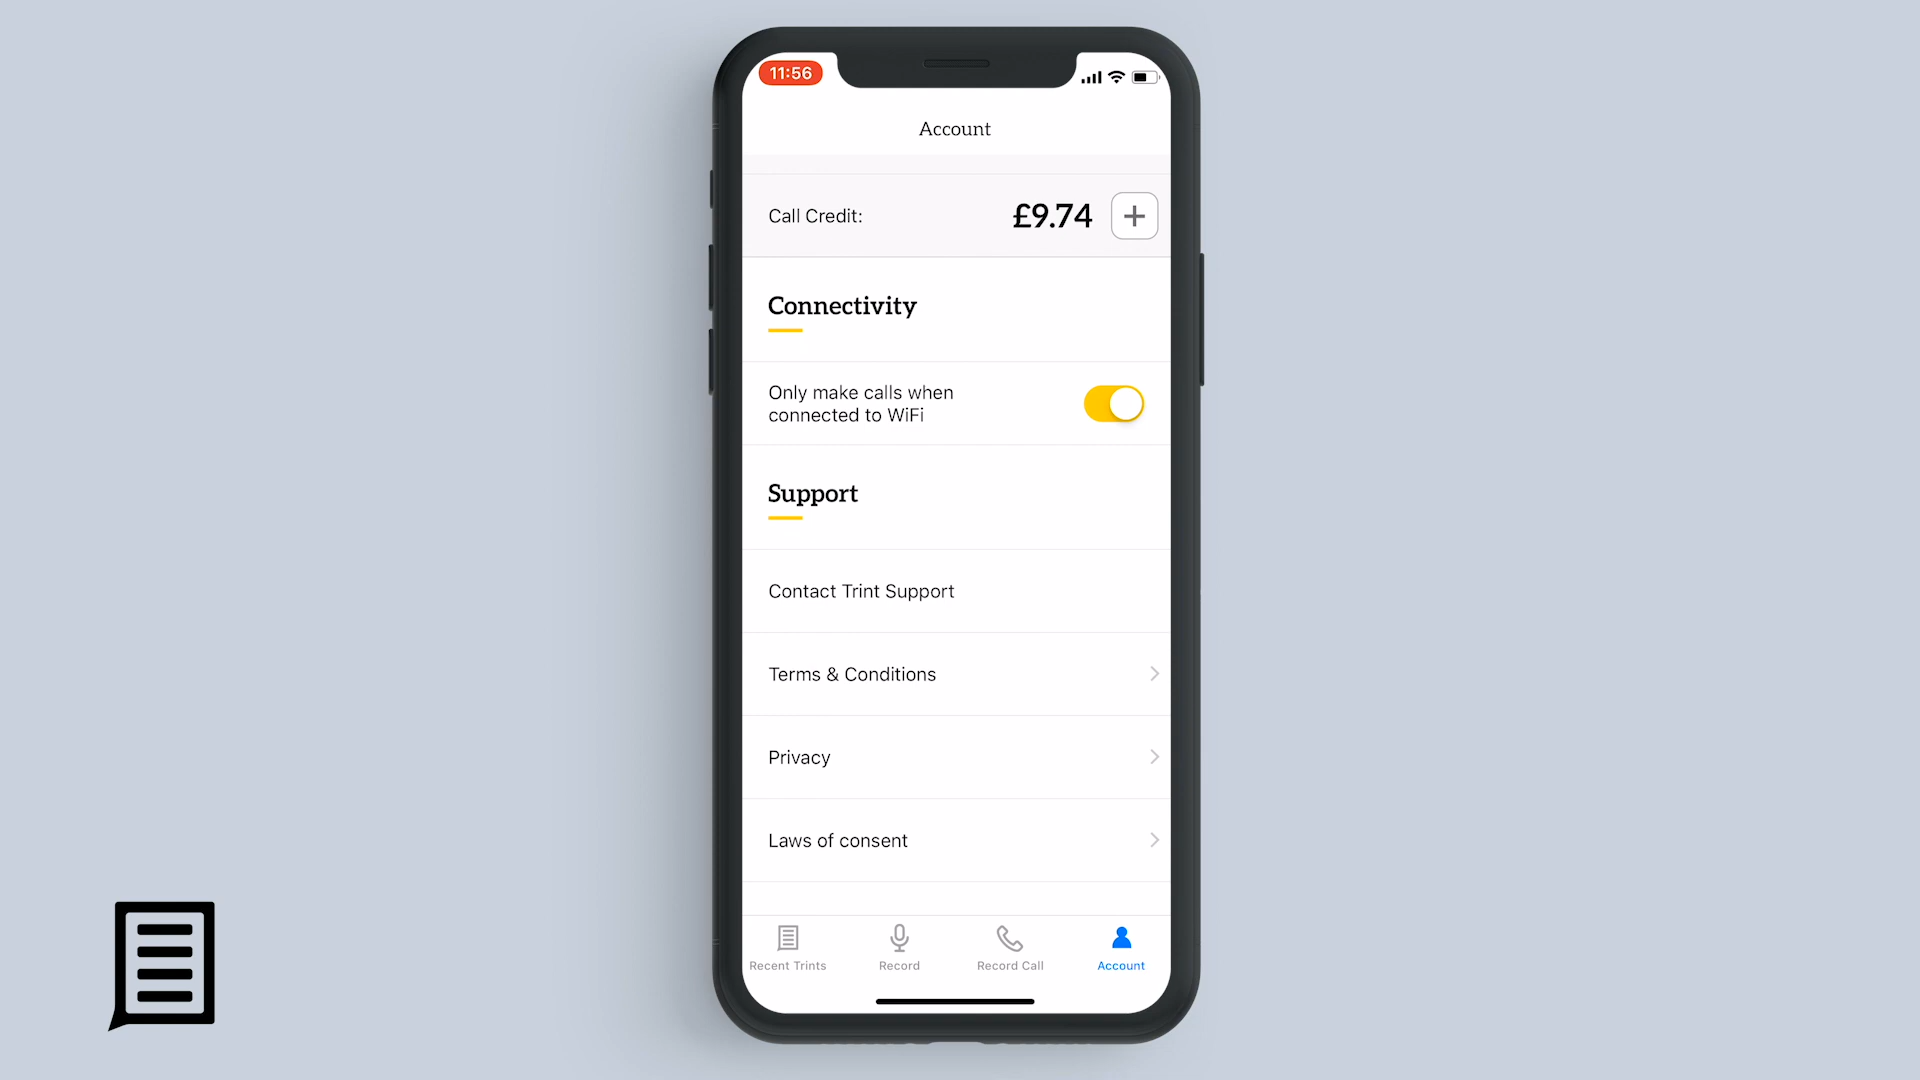 11:56
Account
Call Credit:
£9.74
Connectivity
Only make calls when
connected to WiFi
Support
Contact Trint Support
Terms & Conditions
Privacy
Laws of consent
Recent Trints
Record
Record Call
Account